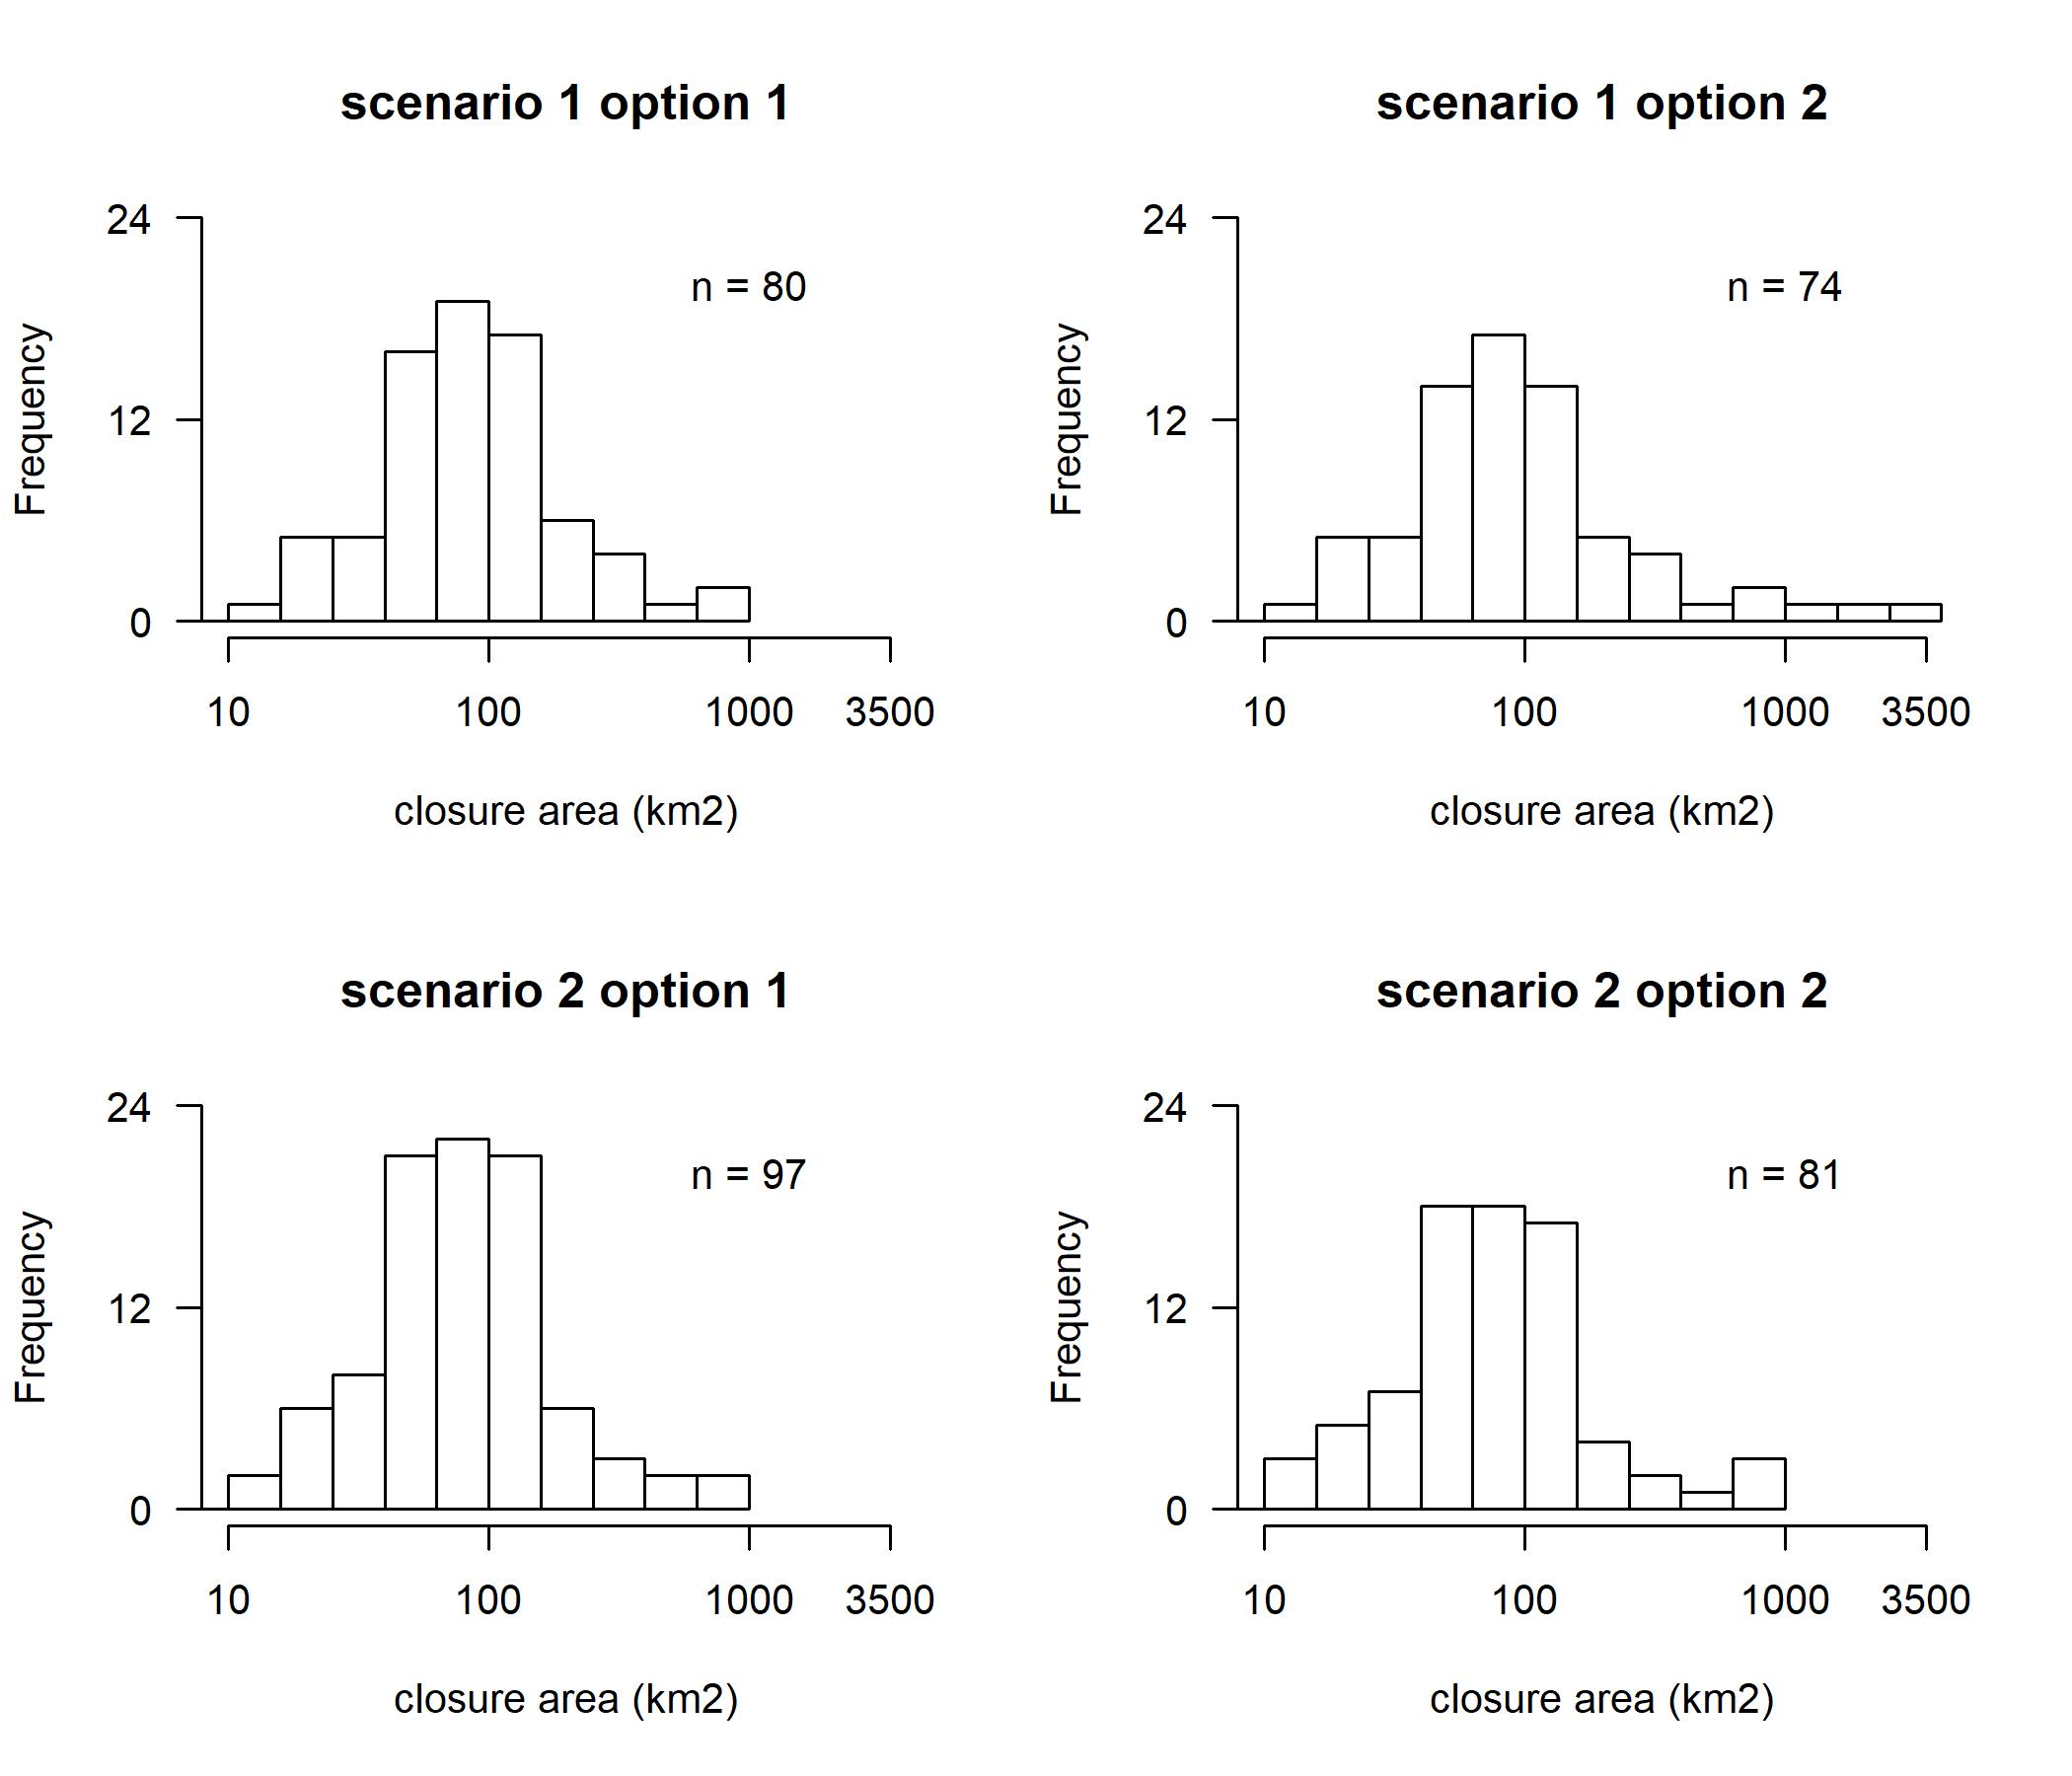 scenario 1 option 1
24
12
0
Frequency
n = 80
10 100 1000 3500
closure area (km2)
scenario 1 option 2
24
12
0
Frequency
n = 74
10 100 1000 3500
closure area (km2)
scenario 2 option 1
24
12
0
Frequency
n = 97
10 100 1000 3500
closure area (km2)
scenario 2 option 2
24
12
0
Frequency
n = 81
10 100 1000 3500
closure area (km2)